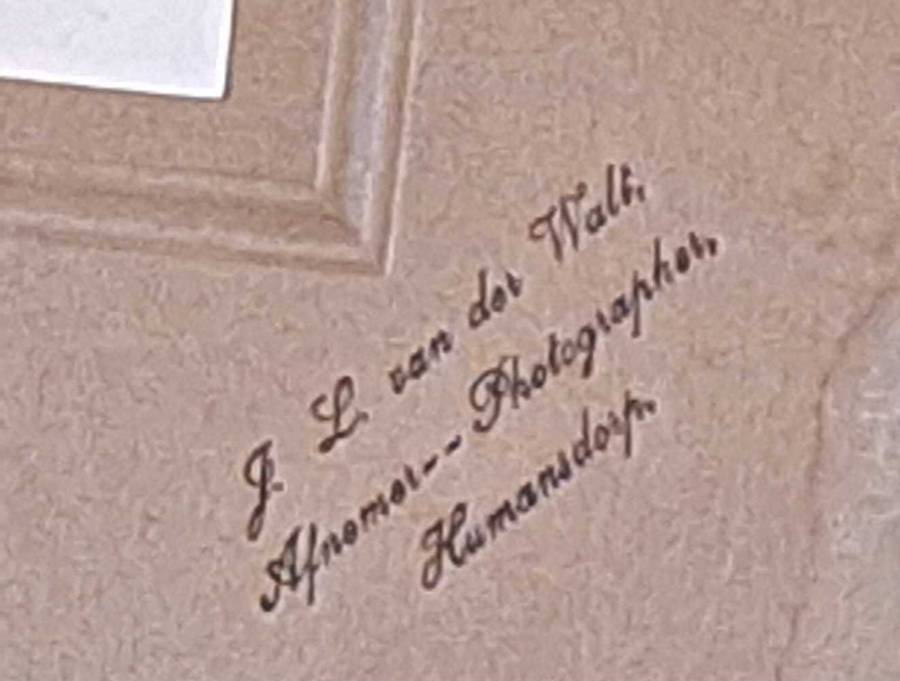 J. L. van der Walt,
Afnemer-- Photographer,
Humansdorp.